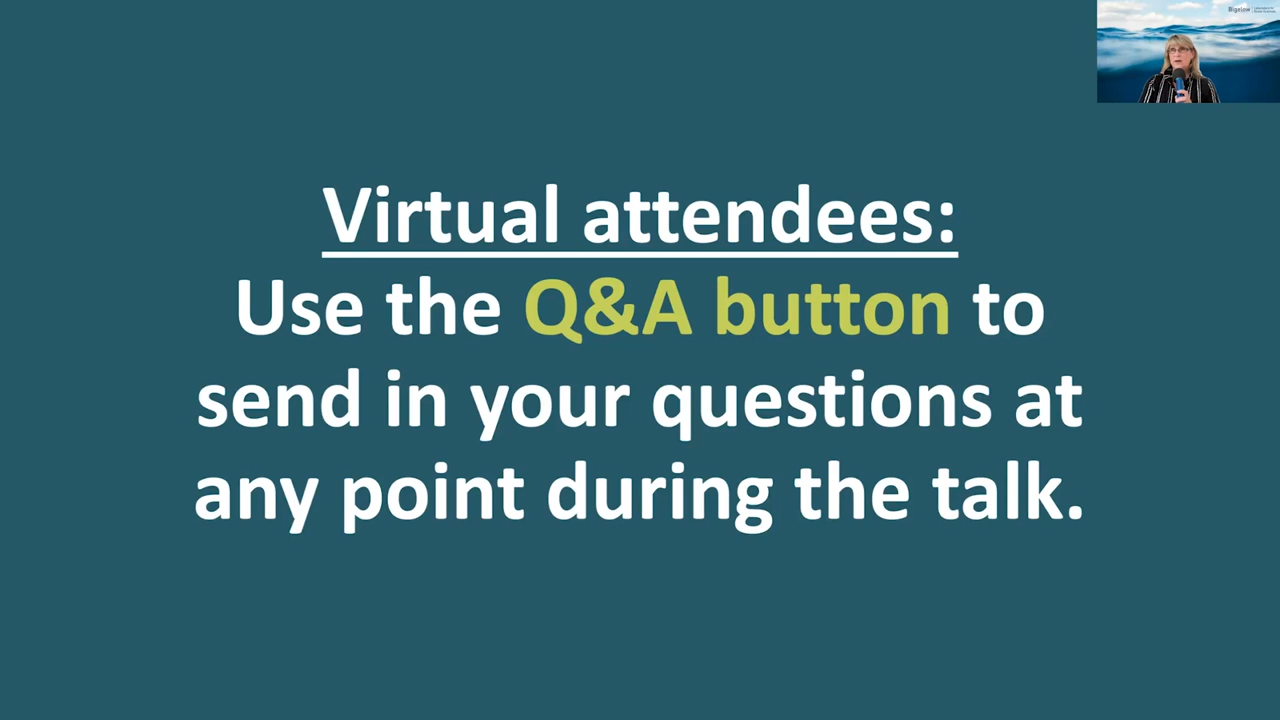 Bigelow
Virtual attendees:
Use the Q&A button to
send in your questions at
any point during the talk.